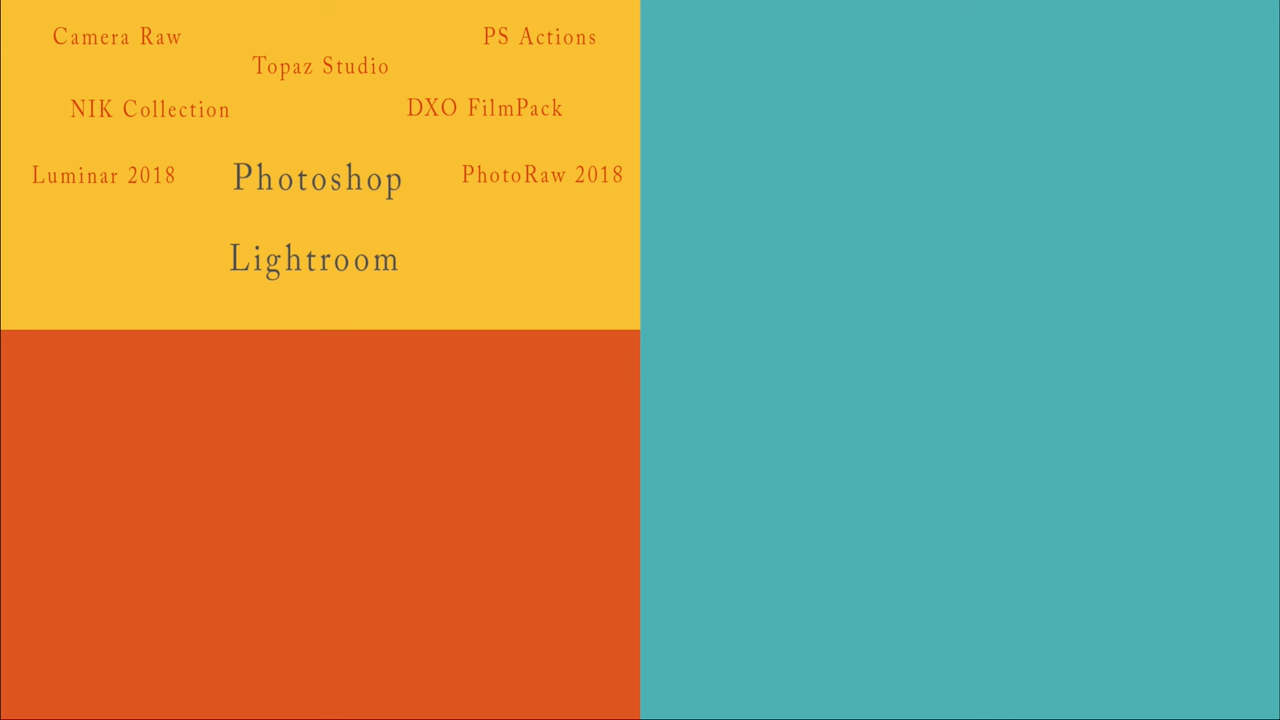 Camera Raw
PS Actions
Topaz Studio
NIK Collection
DXO FilmPack
Luminar 2018
Photoshop
PhotoRaw 2018
Lightroom